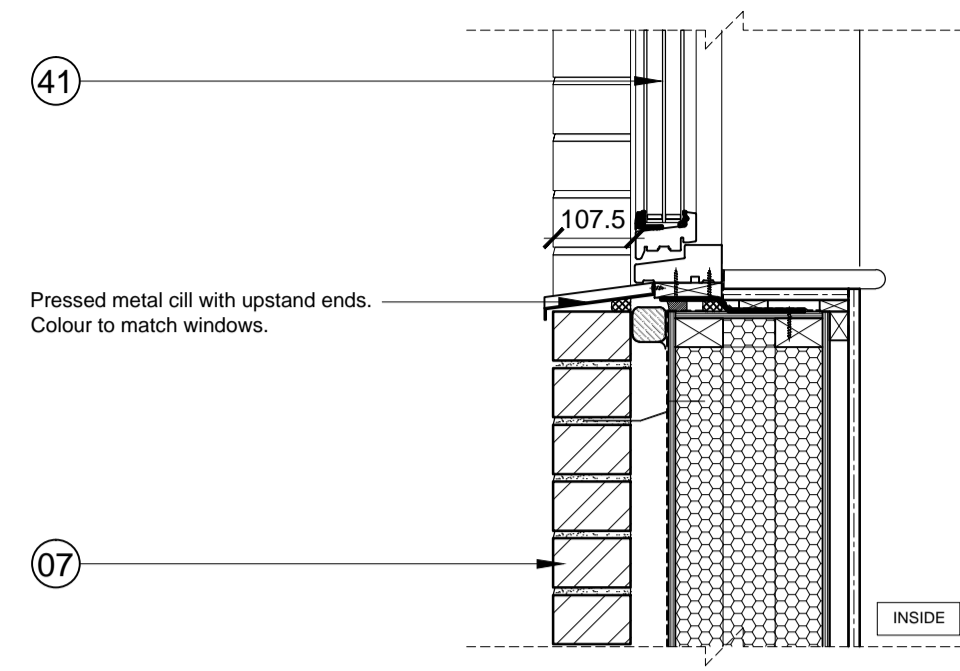 41
107.5
Pressed metal cill with upstand ends.
Colour to match windows.
07
INSIDE